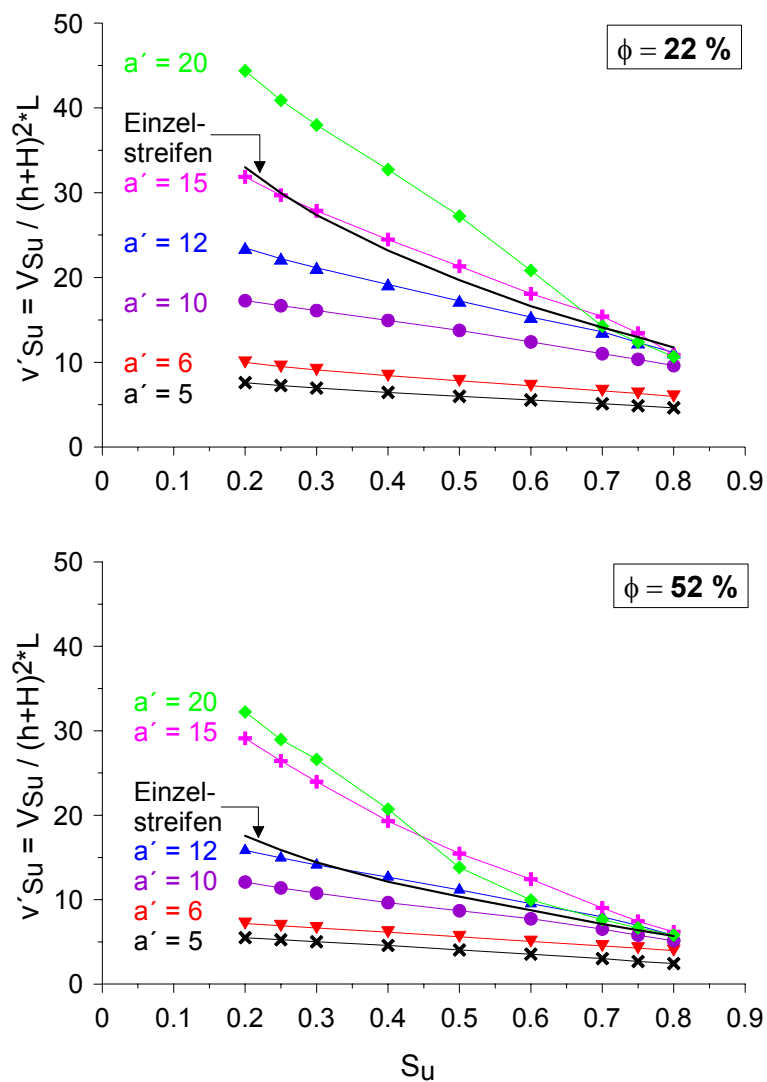 50
40
30
20
10
0
v´Su = VSu / (h+H)2*L
ϕ = 22 %
a´ = 20
Einzel-
streifen
a´ = 15
a´ = 12
a´ = 10
a´ = 6
a´ = 5
0 0.1 0.2 0.3 0.4 0.5 0.6 0.7 0.8 0.9
50
40
30
20
10
0
v´Su = VSu / (h+H)2*L
ϕ = 52 %
a´ = 20
a´ = 15
Einzel-
streifen
a´ = 12
a´ = 10
a´ = 6
a´ = 5
0 0.1 0.2 0.3 0.4 0.5 0.6 0.7 0.8 0.9
Su